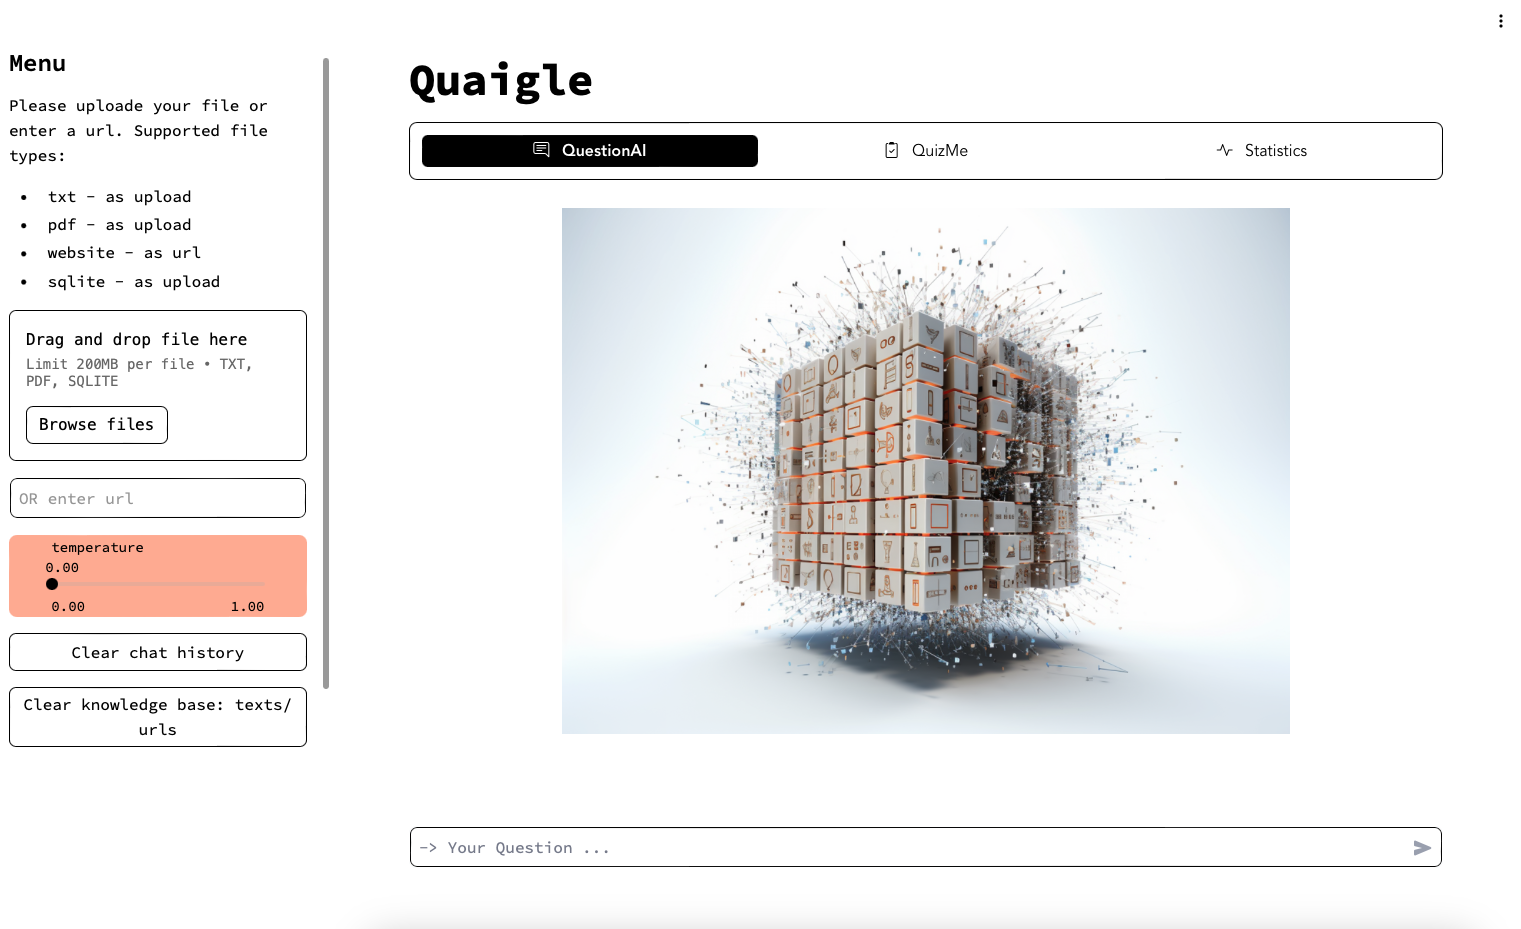 Menu
Please uploade your file or
enter a url. Supported file
types:
• txt - as upload
• pdf - as upload
• website - as url
• sqlite - as upload
Drag and drop file here
Limit 200MB per file • TXT,
PDF, SQLITE
Browse files
OR enter url
temperature
0.00
0.00 1.00
Clear chat history
Clear knowledge base: texts/
urls
Quaigle
QuestionAI QuizMe Statistics
-> Your Question ...